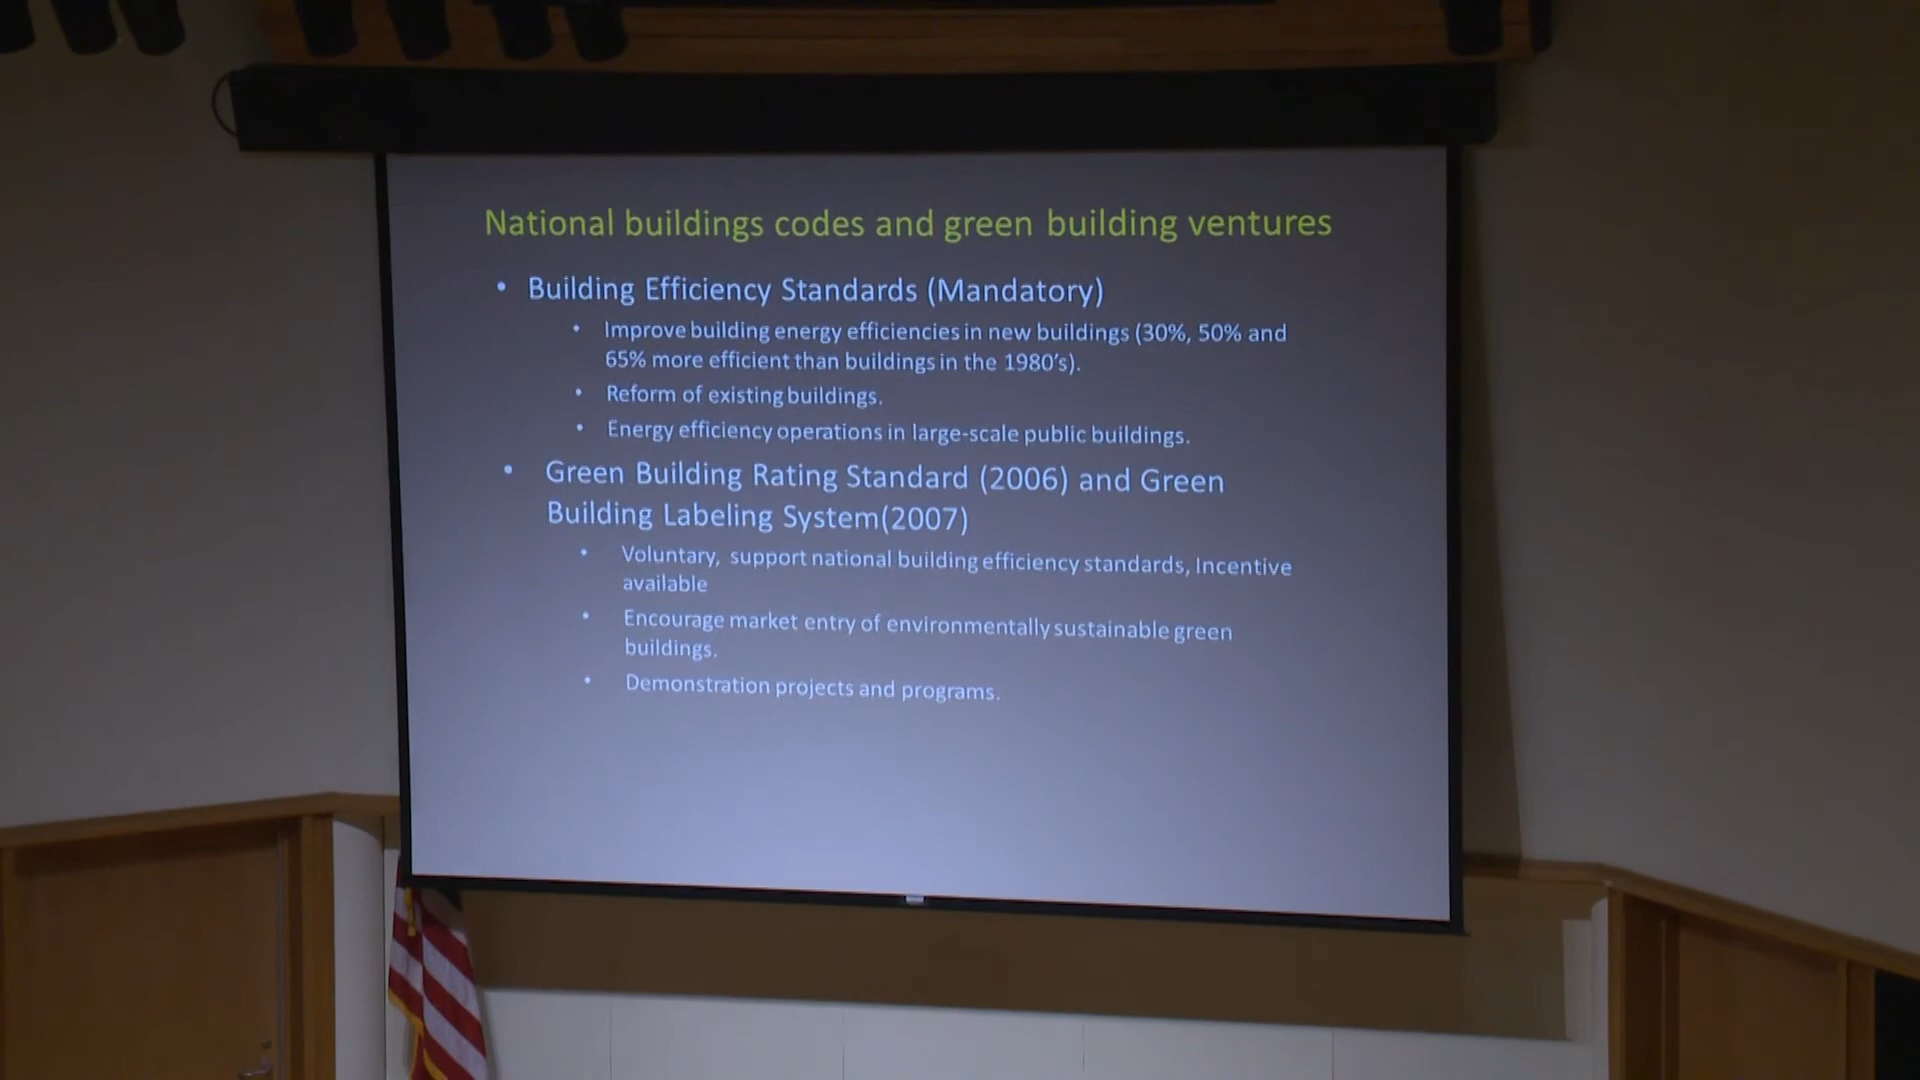 National buildings codes and green building ventures
• Building Efficiency Standards (Mandatory)
• Improve building energy efficiencies in new buildings (30%, 50% and
65% more efficient than buildings in the 1980's).
• Reform of existing buildings.
• Energy efficiency operations in large-scale public buildings.
• Green Building Rating Standard (2006) and Green
Building Labeling System(2007)
• Voluntary, support national building efficiency standards, Incentive
available
• Encourage market entry of environmentally sustainable green
buildings.
• Demonstration projects and programs.